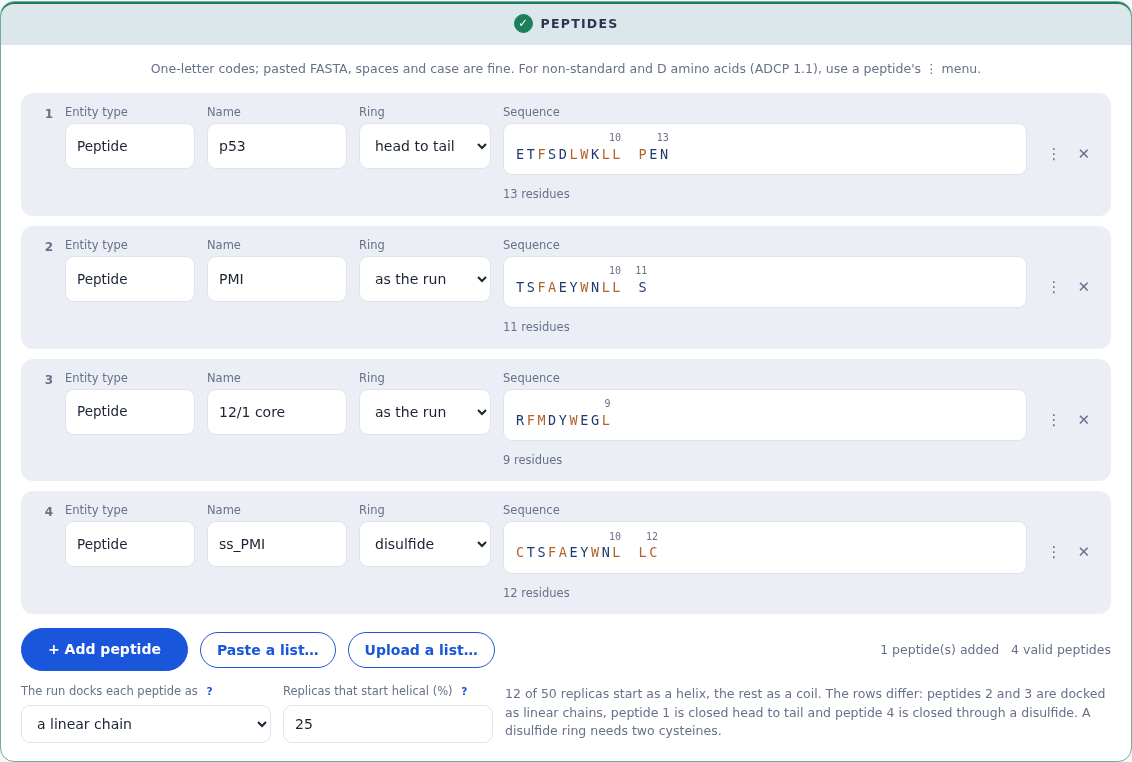 ✓ PEPTIDES
One-letter codes; pasted FASTA, spaces and case are fine. For non-standard and D amino acids (ADCP 1.1), use a peptide's ⋮ menu.
1 Entity type Name Ring Sequence
10 13
Peptide p53 head to tail ETFSDLWKLL PEN ⋮ ✕
13 residues
2 Entity type Name Ring Sequence
10 11
Peptide PMI as the run TSFAEYWNLL S ⋮ ✕
11 residues
3 Entity type Name Ring Sequence
9
Peptide 12/1 core as the run RFMDYWEGL ⋮ ✕
9 residues
4 Entity type Name Ring Sequence
10 12
Peptide ss_PMI disulfide CTSFAEYWNL LC ⋮ ✕
12 residues
+ Add peptide Paste a list... Upload a list... 1 peptide(s) added 4 valid peptides
The run docks each peptide as ? Replicas that start helical (%) ?
a linear chain 25
12 of 50 replicas start as a helix, the rest as a coil. The rows differ: peptides 2 and 3 are docked
as linear chains, peptide 1 is closed head to tail and peptide 4 is closed through a disulfide. A
disulfide ring needs two cysteines.